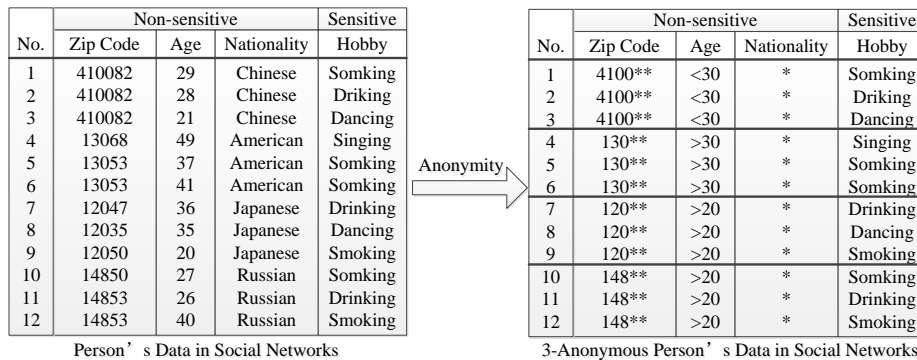 Non-sensitive Sensitive
No. Zip Code Age Nationality Hobby
1 410082 29 Chinese Somking
2 410082 28 Chinese Driking
3 410082 21 Chinese Dancing
4 13068 49 American Singing
5 13053 37 American Somking
6 13053 41 American Somking
7 12047 36 Japanese Drinking
8 12035 35 Japanese Dancing
9 12050 20 Japanese Smoking
10 14850 27 Russian Somking
11 14853 26 Russian Drinking
12 14853 40 Russian Smoking
Person’s Data in Social Networks
Anonymity
Non-sensitive Sensitive
No. Zip Code Age Nationality Hobby
1 4100** <30 * Somking
2 4100** <30 * Driking
3 4100** <30 * Dancing
4 130** >30 * Singing
5 130** >30 * Somking
6 130** >30 * Somking
7 120** >20 * Drinking
8 120** >20 * Dancing
9 120** >20 * Smoking
10 148** >20 * Somking
11 148** >20 * Drinking
12 148** >20 * Smoking
3-Anonymous Person’s Data in Social Networks